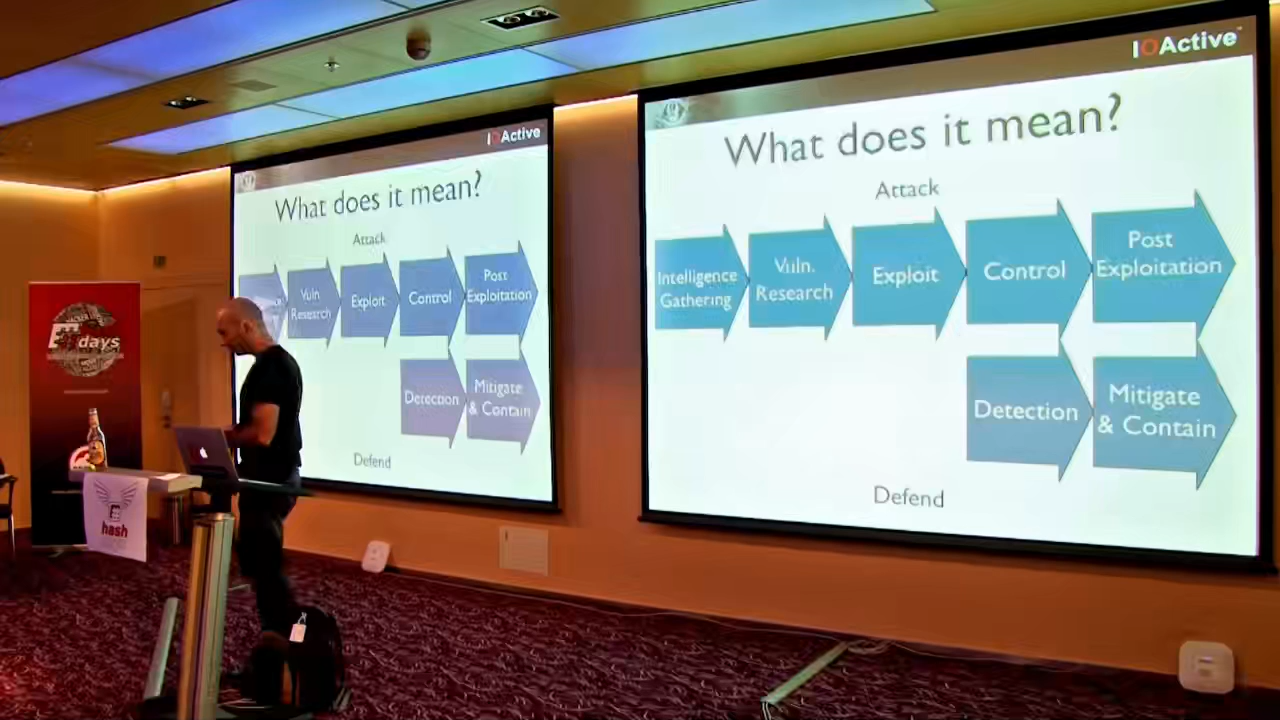 IOActive
What does it mean?
Attack
Vuln.
Research
Exploit
Control
Post
Exploitation
Detection
Mitigate
& Contain
Defend
IOActive
What does it mean?
Attack
Intelligence
Gathering
Vuln.
Research
Exploit
Control
Post
Exploitation
Detection
Mitigate
& Contain
Defend
days
hash